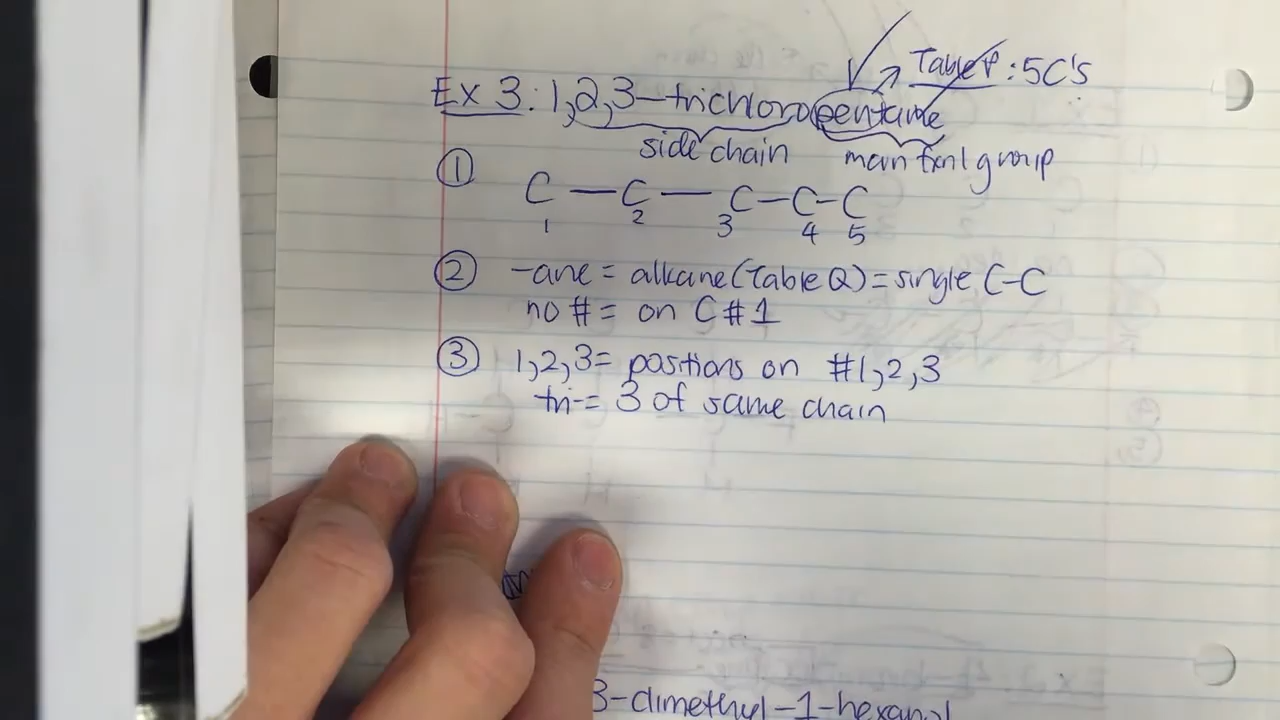 Table P : 5C's
Ex 3: 1,2,3-trichloropentane
side chain main fxnl group
① C — C — C - C - C
1 2 3 4 5
② -ane = alkane (Table Q) = single C-C
no # = on C # 1
③ 1,2,3 = positions on #1,2,3
tri- = 3 of same chain
3-dimethyl-1-hexanol